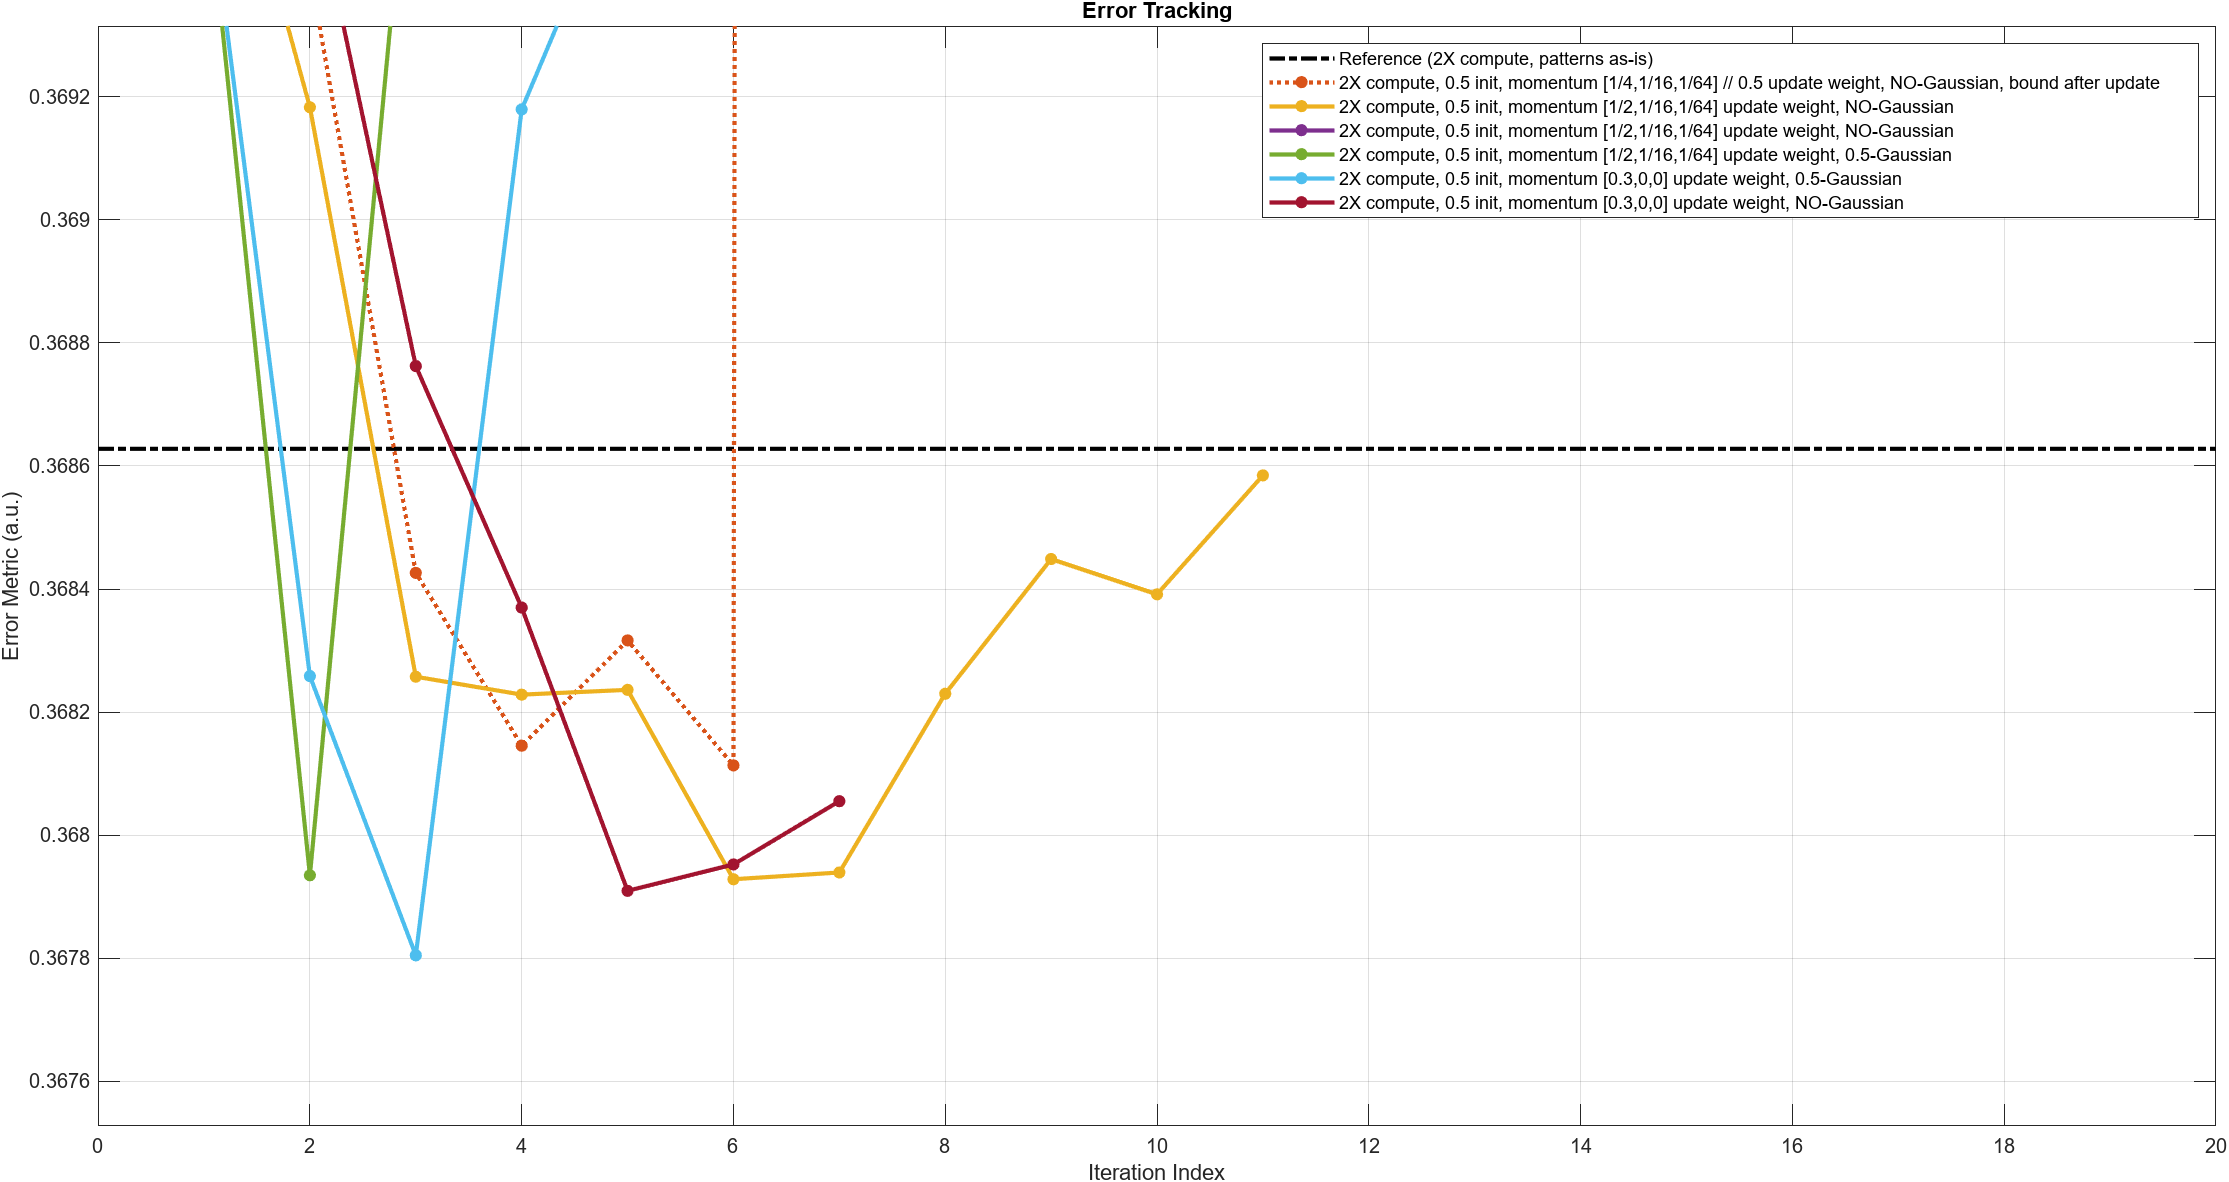 Error Tracking
Reference (2X compute, patterns as-is)
2X compute, 0.5 init, momentum [1/4,1/16,1/64] // 0.5 update weight, NO-Gaussian, bound after update
2X compute, 0.5 init, momentum [1/2,1/16,1/64] update weight, NO-Gaussian
2X compute, 0.5 init, momentum [1/2,1/16,1/64] update weight, NO-Gaussian
2X compute, 0.5 init, momentum [1/2,1/16,1/64] update weight, 0.5-Gaussian
2X compute, 0.5 init, momentum [0.3,0,0] update weight, 0.5-Gaussian
2X compute, 0.5 init, momentum [0.3,0,0] update weight, NO-Gaussian
0.3692
0.369
0.3688
0.3686
0.3684
0.3682
0.368
0.3678
0.3676
Error Metric (a.u.)
0 2 4 6 8 10 12 14 16 18 20
Iteration Index